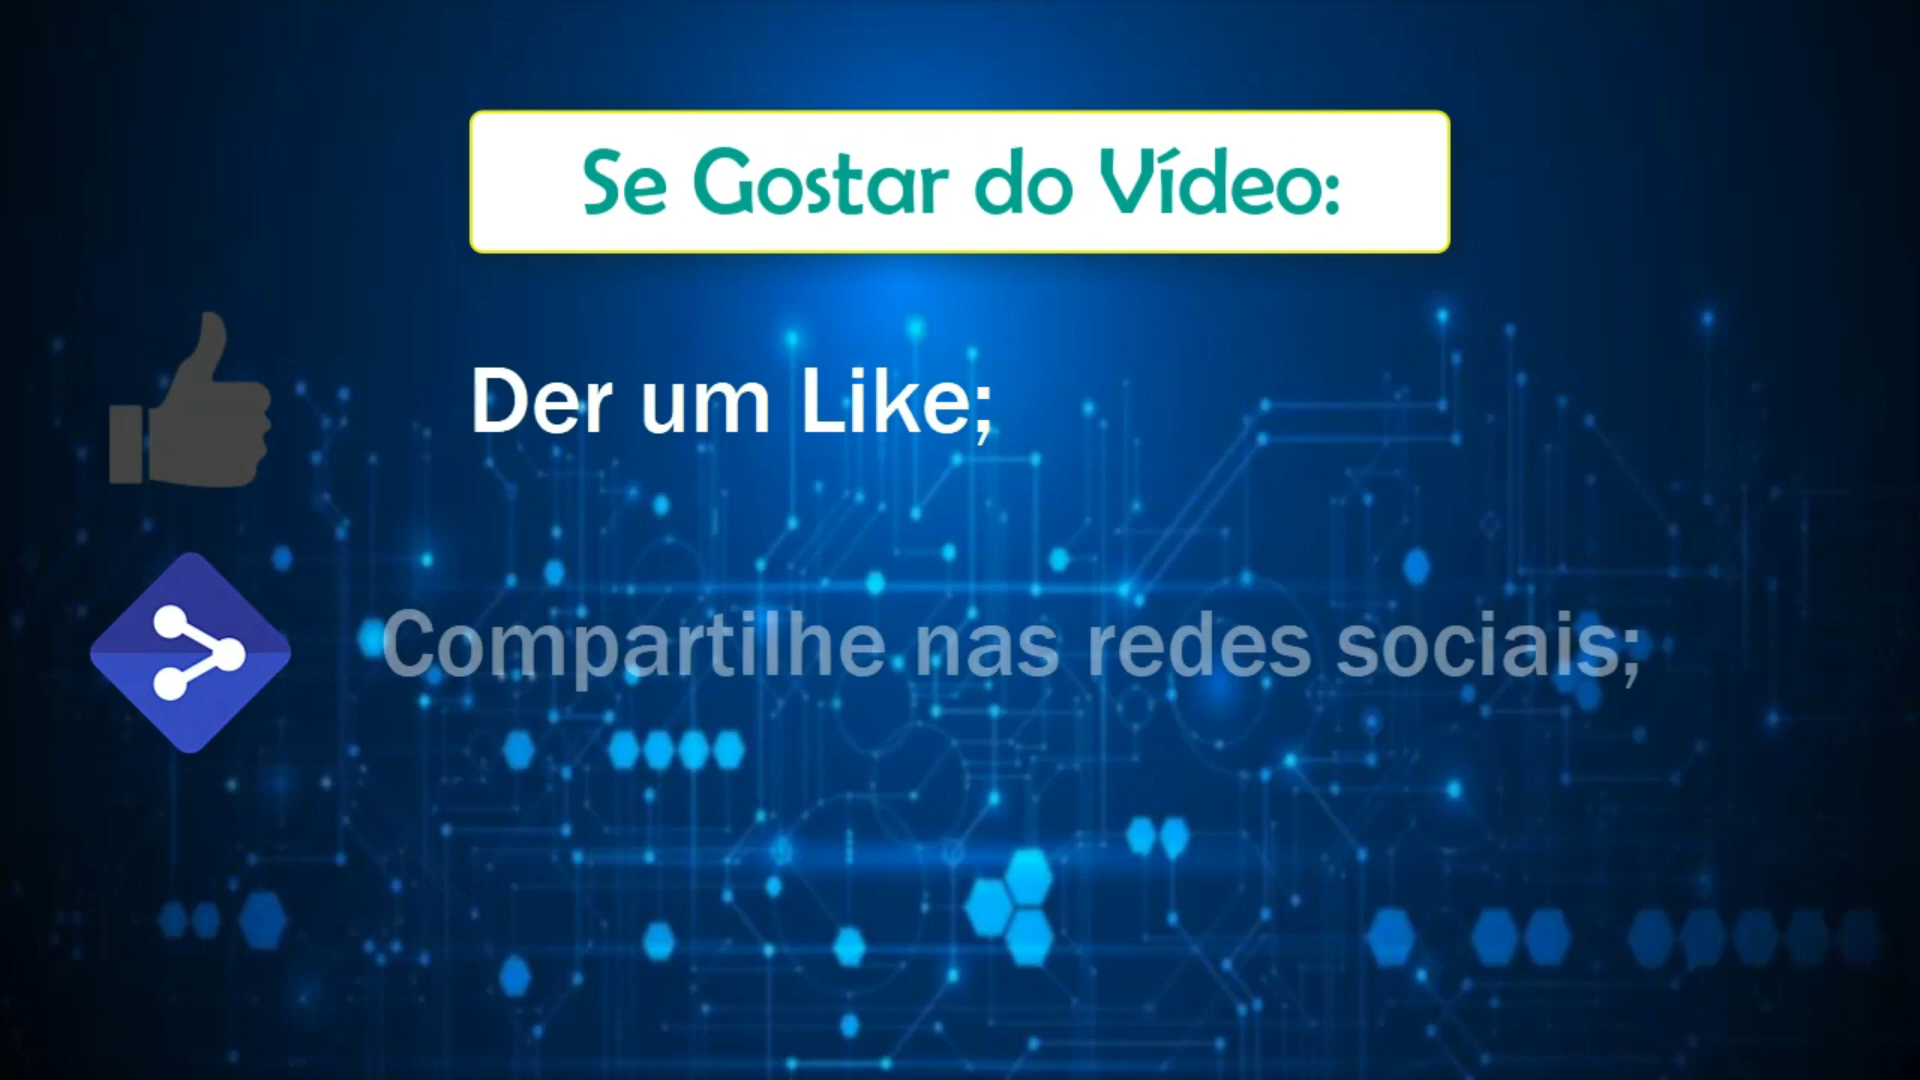 Se Gostar do Vídeo:
Der um Like;
Compartilhe nas redes sociais;